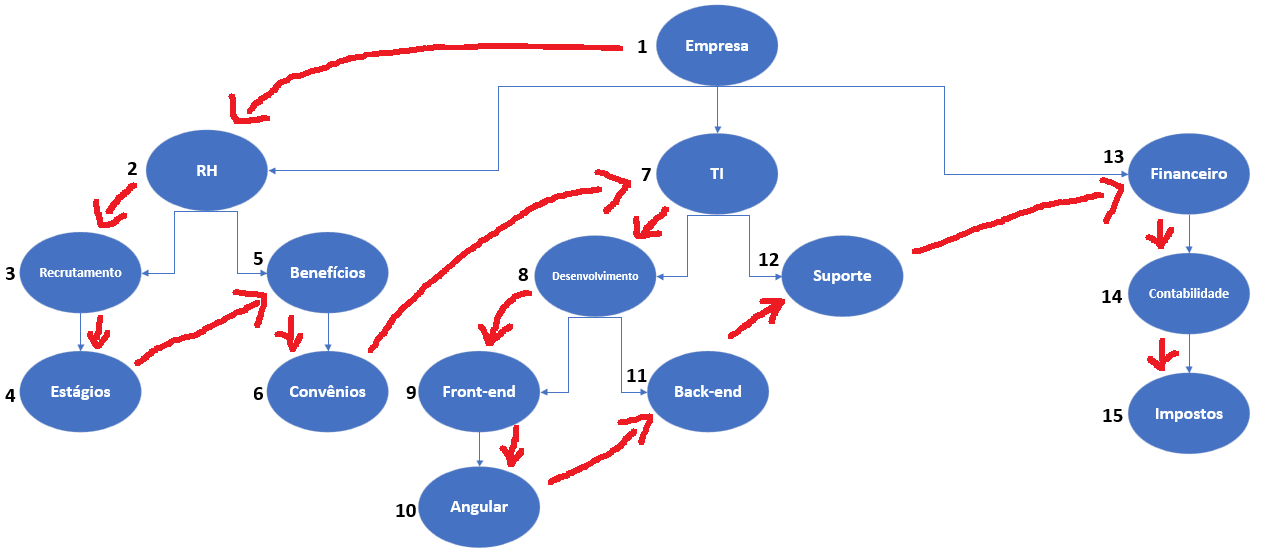 1 Empresa
2 RH
3 Recrutamento
4 Estágios
5 Benefícios
6 Convênios
7 TI
8 Desenvolvimento
9 Front-end
10 Angular
11 Back-end
12 Suporte
13 Financeiro
14 Contabilidade
15 Impostos